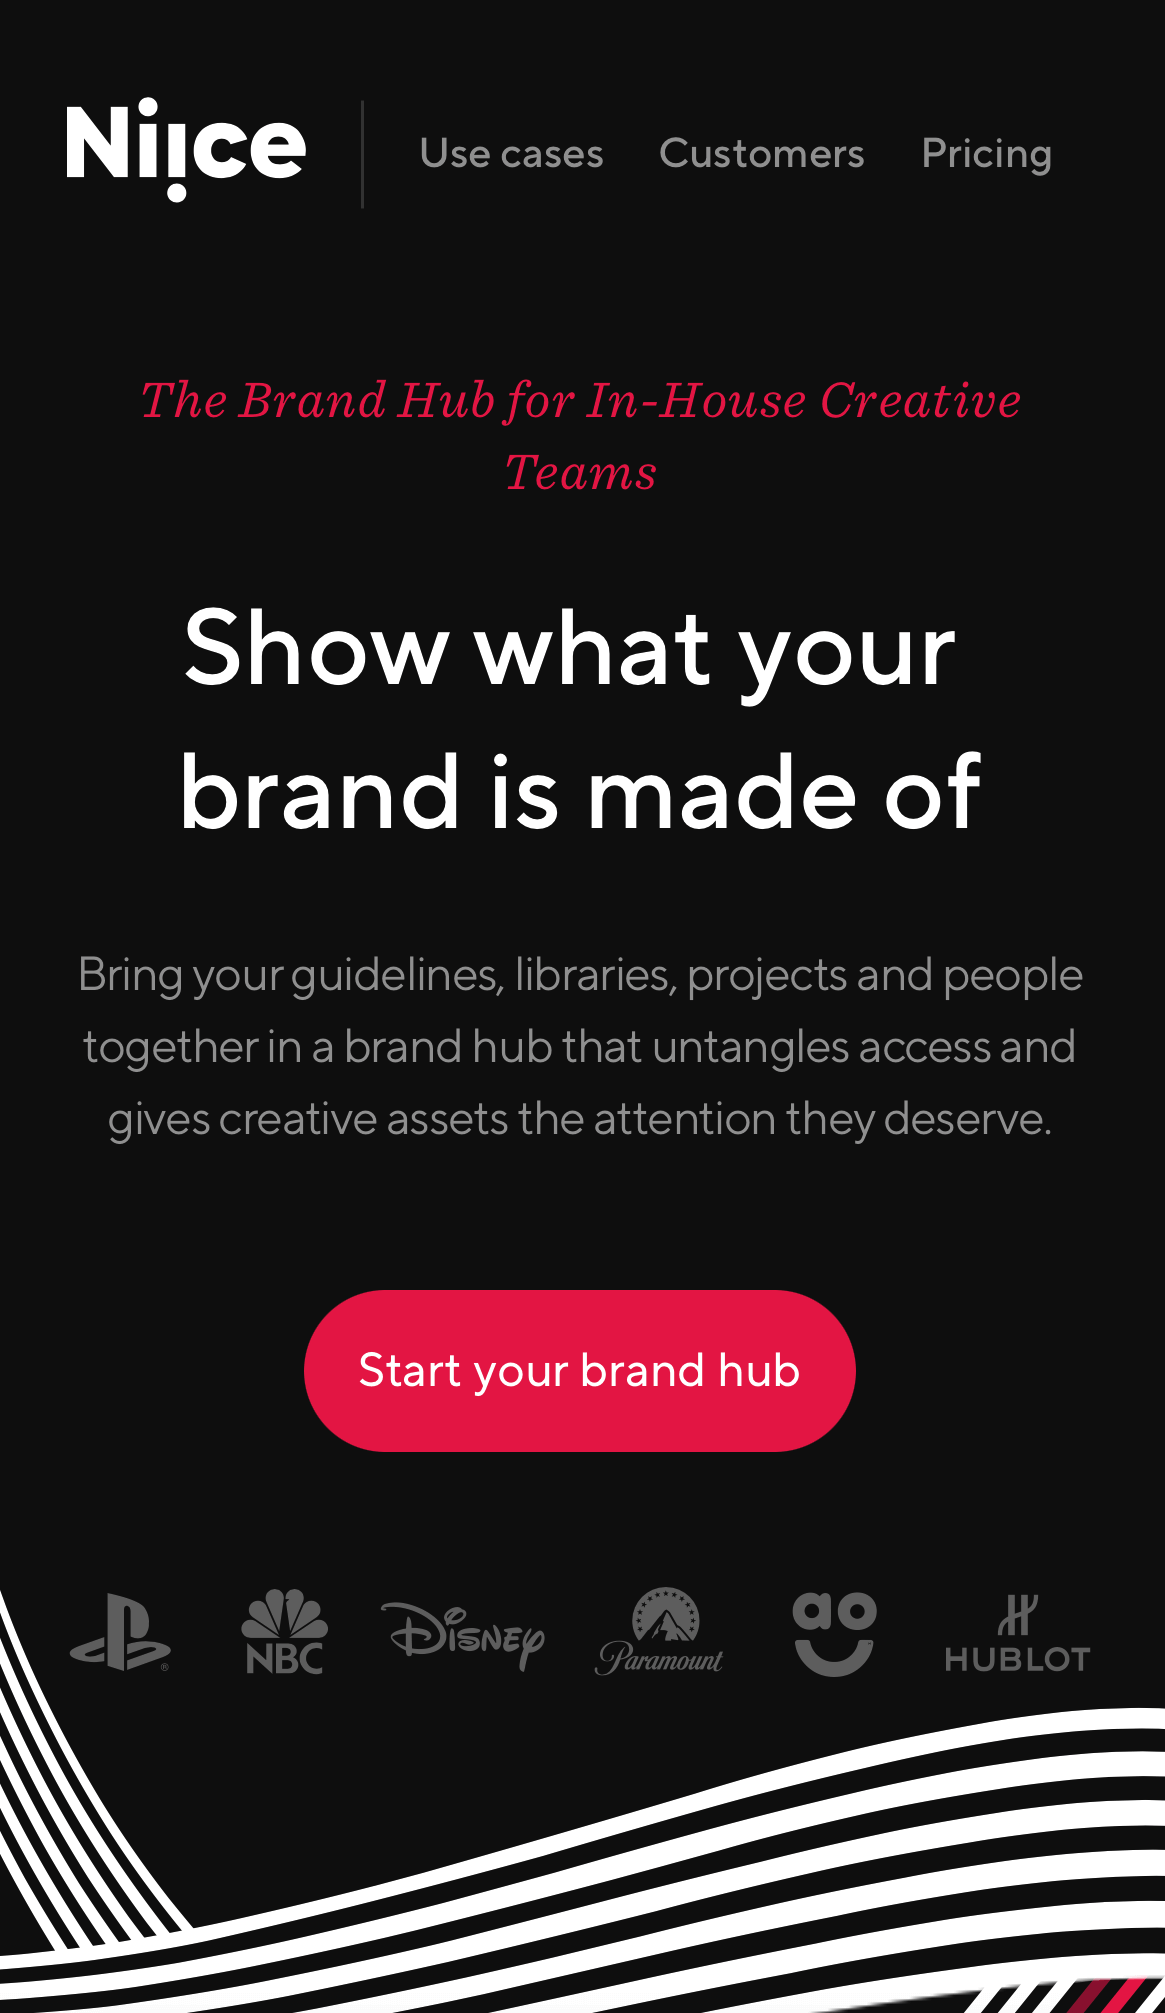 Niice
Use cases Customers Pricing
The Brand Hub for In-House Creative
Teams
Show what your
brand is made of
Bring your guidelines, libraries, projects and people
together in a brand hub that untangles access and
gives creative assets the attention they deserve.
Start your brand hub
® NBC Disney Paramount ao HUBLOT